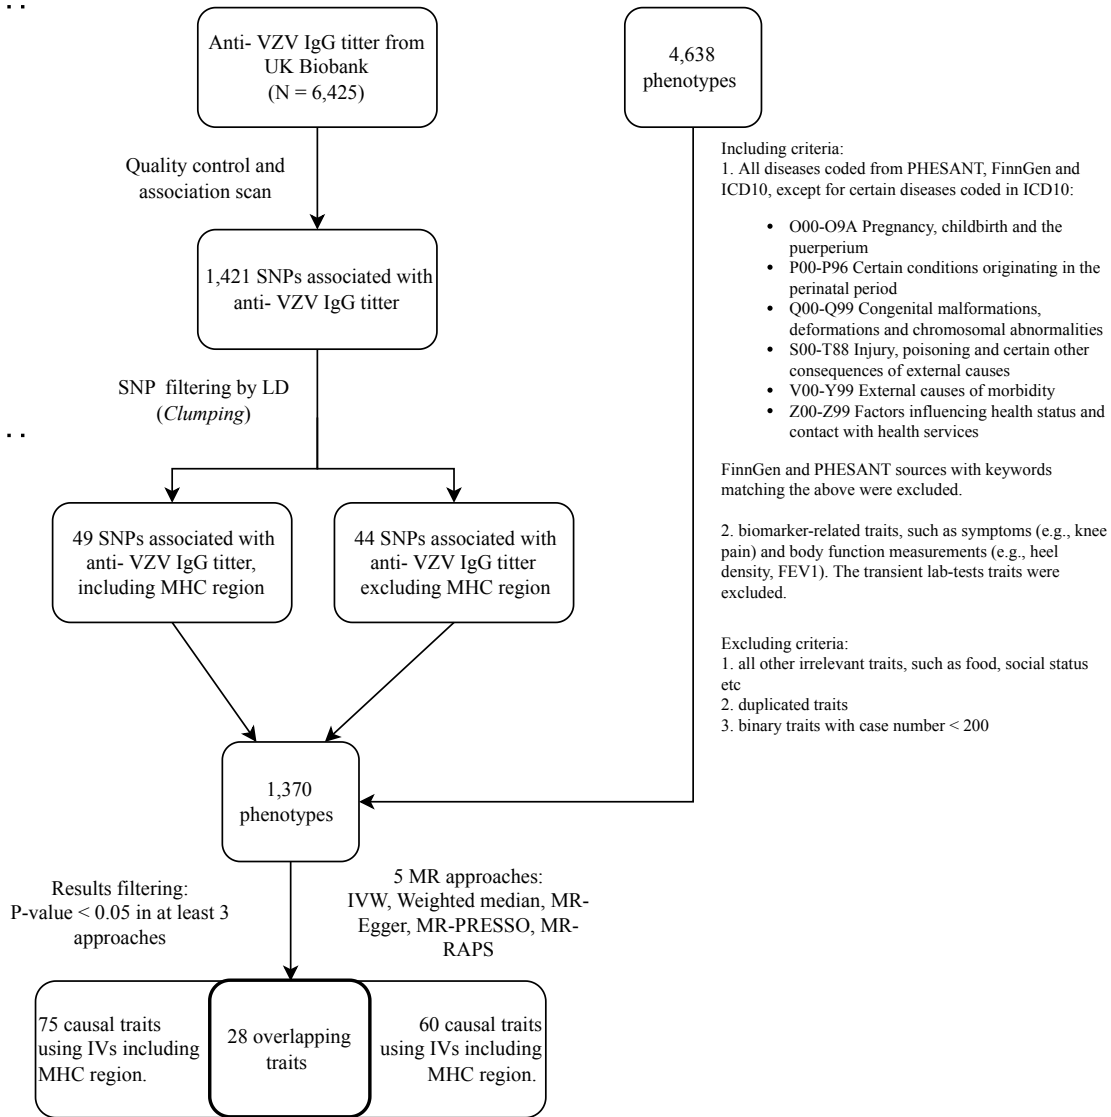 Anti- VZV IgG titter from
UK Biobank
(N = 6,425)
4,638
phenotypes
Quality control and
association scan
Including criteria:
1. All diseases coded from PHESANT, FinnGen and
ICD10, except for certain diseases coded in ICD10:
• O00-O9A Pregnancy, childbirth and the
puerperium
• P00-P96 Certain conditions originating in the
perinatal period
• Q00-Q99 Congenital malformations,
deformations and chromosomal abnormalities
• S00-T88 Injury, poisoning and certain other
consequences of external causes
• V00-Y99 External causes of morbidity
• Z00-Z99 Factors influencing health status and
contact with health services
FinnGen and PHESANT sources with keywords
matching the above were excluded.
2. biomarker-related traits, such as symptoms (e.g., knee
pain) and body function measurements (e.g., heel
density, FEV1). The transient lab-tests traits were
excluded.
Excluding criteria:
1. all other irrelevant traits, such as food, social status
etc
2. duplicated traits
3. binary traits with case number < 200
1,421 SNPs associated with
anti- VZV IgG titter
SNP filtering by LD
(Clumping)
49 SNPs associated with
anti- VZV IgG titter,
including MHC region
44 SNPs associated with
anti- VZV IgG titter
excluding MHC region
1,370
phenotypes
Results filtering:
P-value < 0.05 in at least 3
approaches
5 MR approaches:
IVW, Weighted median, MR-
Egger, MR-PRESSO, MR-
RAPS
75 causal traits
using IVs including
MHC region.
28 overlapping
traits
60 causal traits
using IVs including
MHC region.